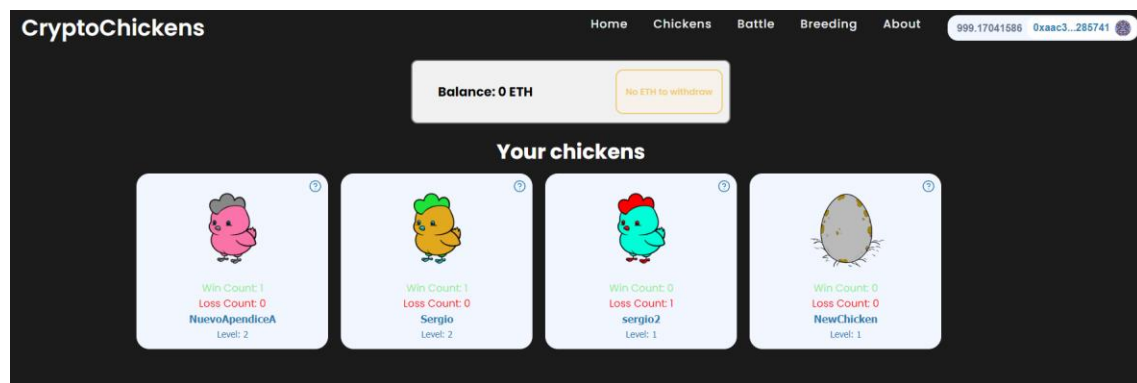 CryptoChickens
Home Chickens Battle Breeding About
999.17041586 0xaac3...285741
Balance: 0 ETH
No ETH to withdraw
Your chickens
Win Count: 1
Loss Count: 0
NuevoApendiceA
Level: 2
Win Count: 1
Loss Count: 0
Sergio
Level: 2
Win Count: 0
Loss Count: 1
sergio2
Level: 1
Win Count: 0
Loss Count: 0
NewChicken
Level: 1